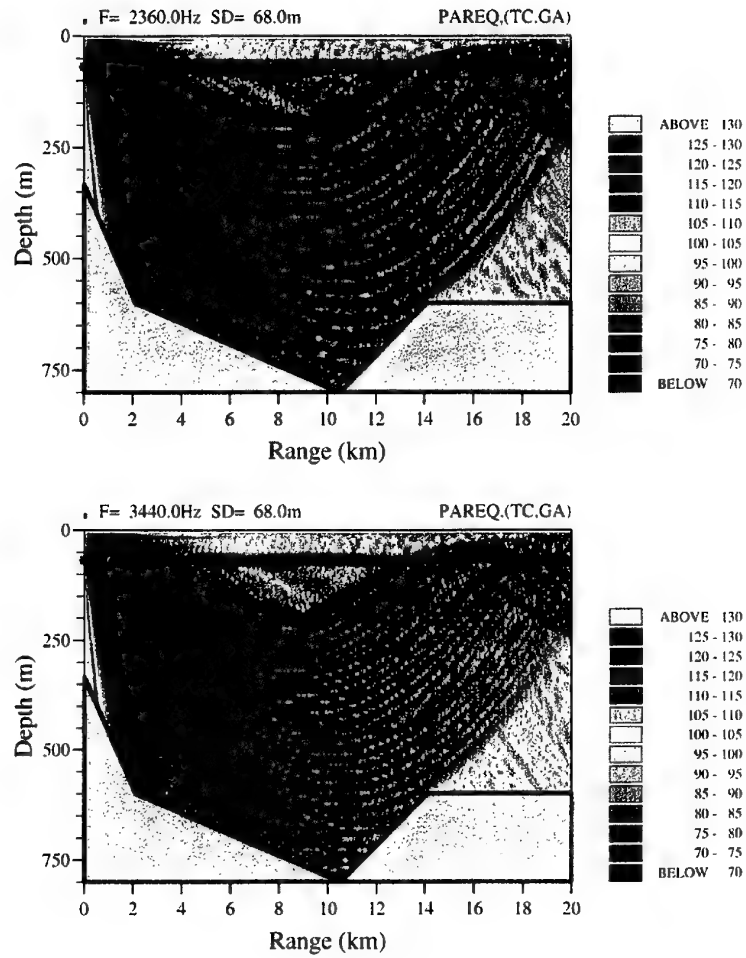 F= 2360.0Hz SD= 68.0m PAREQ,(TC.GA)
0
250
500
750
Depth (m)
0 2 4 6 8 10 12 14 16 18 20
Range (km)
ABOVE 130
125 - 130
120 - 125
115 - 120
110 - 115
105 - 110
100 - 105
95 - 100
90 - 95
85 - 90
80 - 85
75 - 80
70 - 75
BELOW 70
F= 3440.0Hz SD= 68.0m PAREQ.(TC.GA)
0
250
500
750
Depth (m)
0 2 4 6 8 10 12 14 16 18 20
Range (km)
ABOVE 130
125 - 130
120 - 125
115 - 120
110 - 115
105 - 110
100 - 105
95 - 100
90 - 95
85 - 90
80 - 85
75 - 80
70 - 75
BELOW 70